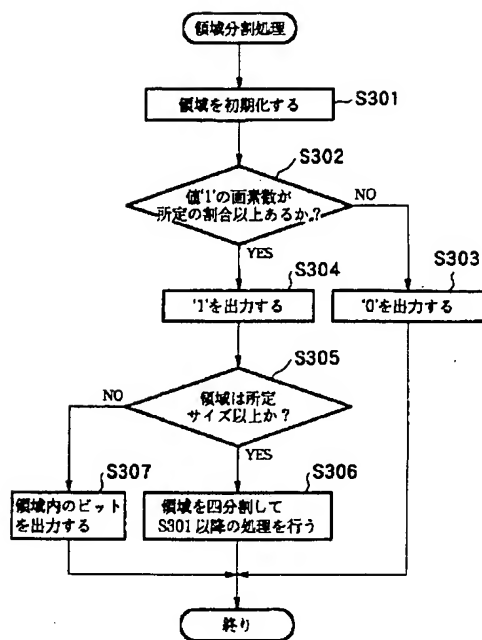 領域分割処理
領域を初期化する
S301
S302
値'1'の画素数が
所定の割合以上あるか?
NO
YES
S304
'1'を出力する
S303
'0'を出力する
S305
領域は所定
サイズ以上か?
NO
YES
S307
領域内のビット
を出力する
S306
領域を四分割して
S301以降の処理を行う
終り